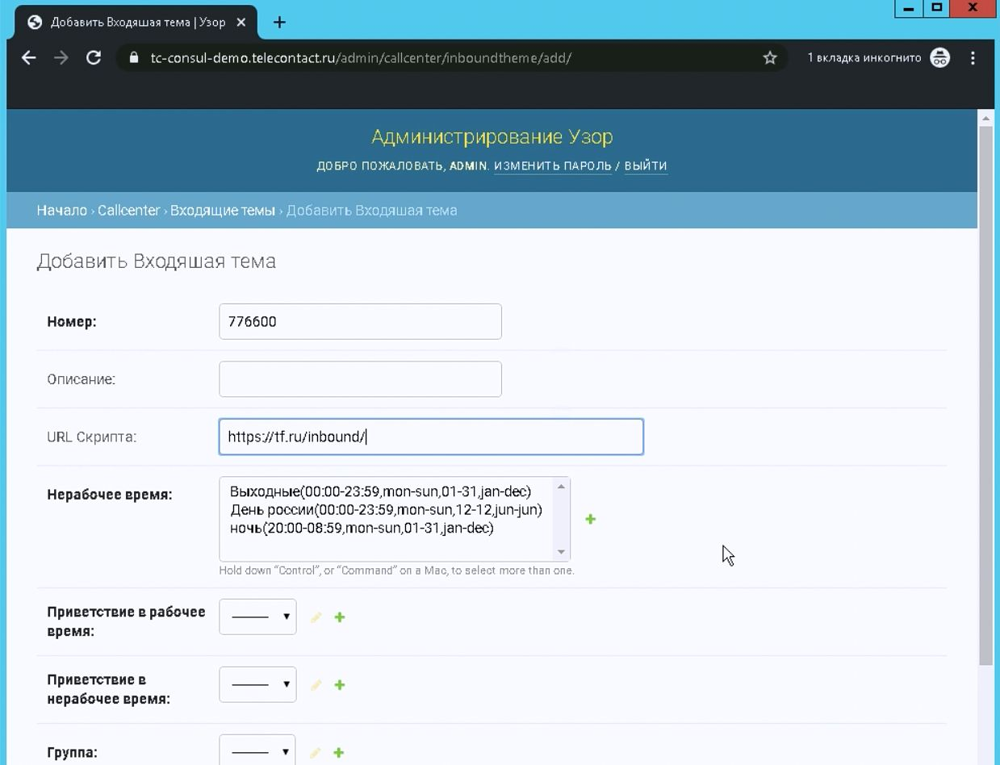 Добавить Входяшая тема | Узор
tc-consul-demo.telecontact.ru/admin/callcenter/inboundtheme/add/
1 вкладка инкогнито
Администрирование Узор
ДОБРО ПОЖАЛОВАТЬ, ADMIN. ИЗМЕНИТЬ ПАРОЛЬ / ВЫЙТИ
Начало › Callcenter › Входящие темы › Добавить Входяшая тема
Добавить Входяшая тема
Номер: 776600
Описание:
URL Скрипта: https://tf.ru/inbound/
Нерабочее время:
Выходные(00:00-23:59,mon-sun,01-31,jan-dec)
День россии(00:00-23:59,mon-sun,12-12,jun-jun)
ночь(20:00-08:59,mon-sun,01-31,jan-dec)
Hold down “Control”, or “Command” on a Mac, to select more than one.
Приветствие в рабочее
время:
Приветствие в
нерабочее время:
Группа: